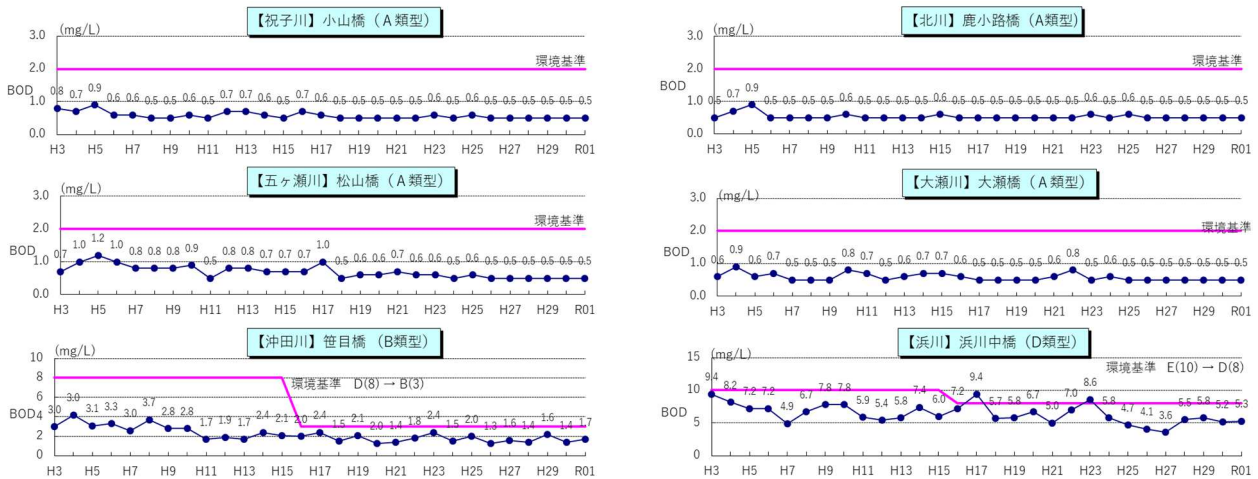 【祝子川】小山橋（A類型）
(mg/L)
3.0
2.0
1.0
0.0
BOD
環境基準
0.8 0.7 0.9 0.6 0.6 0.5 0.5 0.6 0.5 0.7 0.7 0.6 0.5 0.7 0.6 0.5 0.5 0.5 0.5 0.5 0.6 0.5 0.6 0.5 0.5 0.5 0.5 0.5 0.5
H3 H5 H7 H9 H11 H13 H15 H17 H19 H21 H23 H25 H27 H29 R01
【北川】鹿小路橋（A類型）
(mg/L)
3.0
2.0
1.0
0.0
BOD
環境基準
0.5 0.7 0.9 0.5 0.5 0.5 0.5 0.6 0.5 0.5 0.5 0.5 0.6 0.5 0.5 0.5 0.5 0.5 0.5 0.5 0.6 0.5 0.6 0.5 0.5 0.5 0.5 0.5 0.5
H3 H5 H7 H9 H11 H13 H15 H17 H19 H21 H23 H25 H27 H29 R01
【五ヶ瀬川】松山橋（A類型）
(mg/L)
3.0
2.0
1.0
0.0
BOD
環境基準
0.7 1.0 1.2 1.0 0.8 0.8 0.8 0.9 0.5 0.8 0.8 0.7 0.7 0.7 1.0 0.5 0.6 0.6 0.7 0.6 0.6 0.5 0.6 0.5 0.5 0.5 0.5 0.5 0.5
H3 H5 H7 H9 H11 H13 H15 H17 H19 H21 H23 H25 H27 H29 R01
【大瀬川】大瀬橋（A類型）
(mg/L)
3.0
2.0
1.0
0.0
BOD
環境基準
0.6 0.9 0.6 0.7 0.5 0.5 0.5 0.8 0.7 0.5 0.6 0.7 0.7 0.6 0.5 0.5 0.5 0.5 0.6 0.8 0.5 0.6 0.5 0.5 0.5 0.5 0.5 0.5 0.5
H3 H5 H7 H9 H11 H13 H15 H17 H19 H21 H23 H25 H27 H29 R01
【沖田川】笹目橋（B類型）
(mg/L)
10
8
6
4
2
0
BOD
環境基準 D(8) → B(3)
3.0 3.0 3.1 3.3 3.0 3.7 2.8 2.8 1.7 1.9 1.7 2.4 2.1 2.0 2.4 1.5 2.1 2.0 1.4 1.8 2.4 1.5 2.0 1.3 1.7 1.4 1.6 1.4 1.7
H3 H5 H7 H9 H11 H13 H15 H17 H19 H21 H23 H25 H27 H29 R01
【浜川】浜川中橋（D類型）
(mg/L)
15
10
5
0
BOD
環境基準 E(10) → D(8)
9.4 8.2 7.2 7.2 4.9 6.7 7.8 7.8 5.9 5.4 5.8 7.4 6.0 7.2 9.4 5.7 5.8 6.7 5.0 7.0 8.6 5.8 4.7 4.1 3.6 5.5 5.8 5.2 5.3
H3 H5 H7 H9 H11 H13 H15 H17 H19 H21 H23 H25 H27 H29 R01